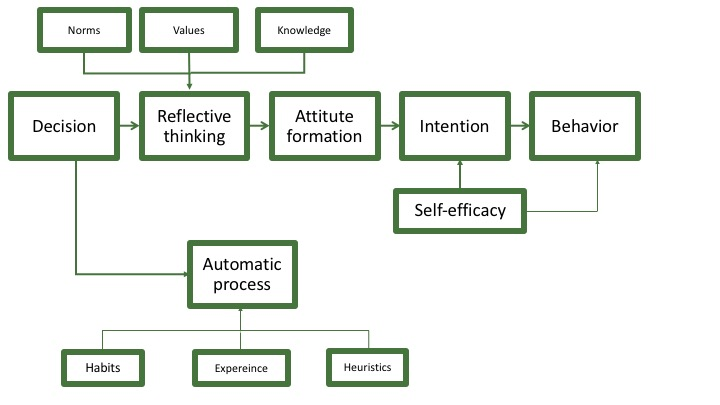 Norms
Values
Knowledge
Decision
Reflective
thinking
Attitute
formation
Intention
Behavior
Self-efficacy
Automatic
process
Habits
Expereince
Heuristics